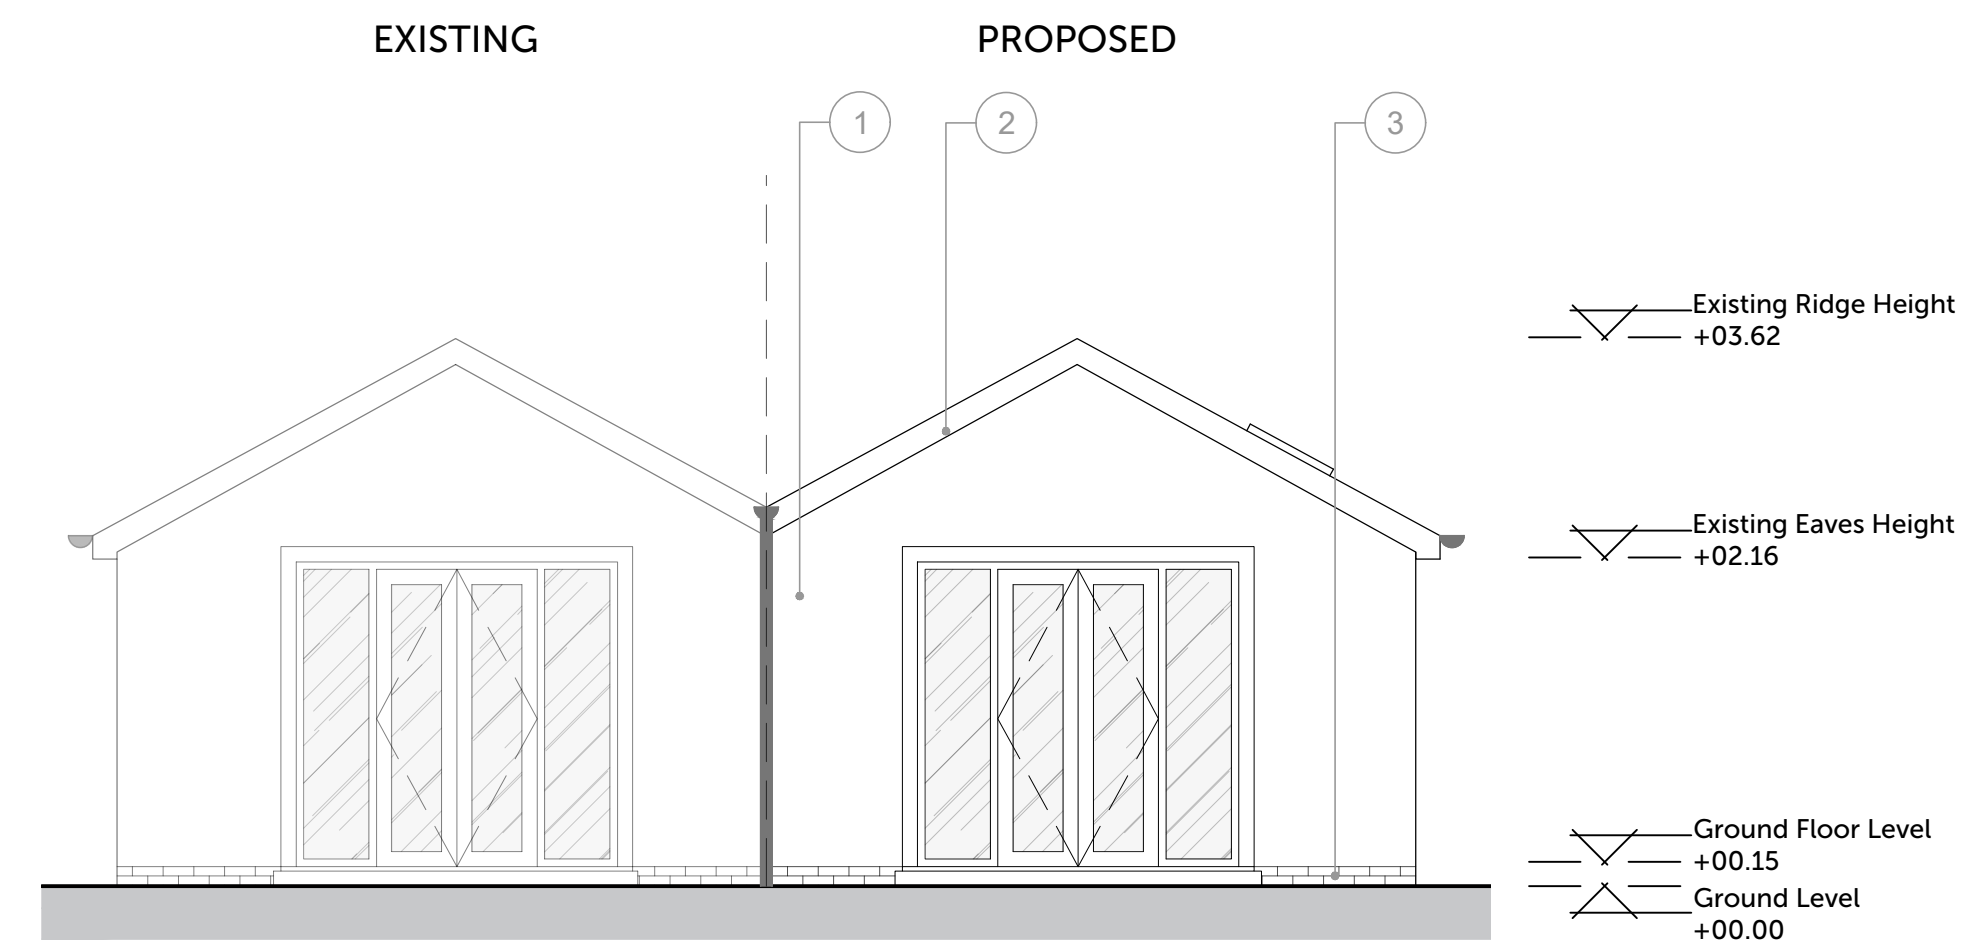 EXISTING
PROPOSED
1
2
3
Existing Ridge Height
+03.62
Existing Eaves Height
+02.16
Ground Floor Level
+00.15
Ground Level
+00.00